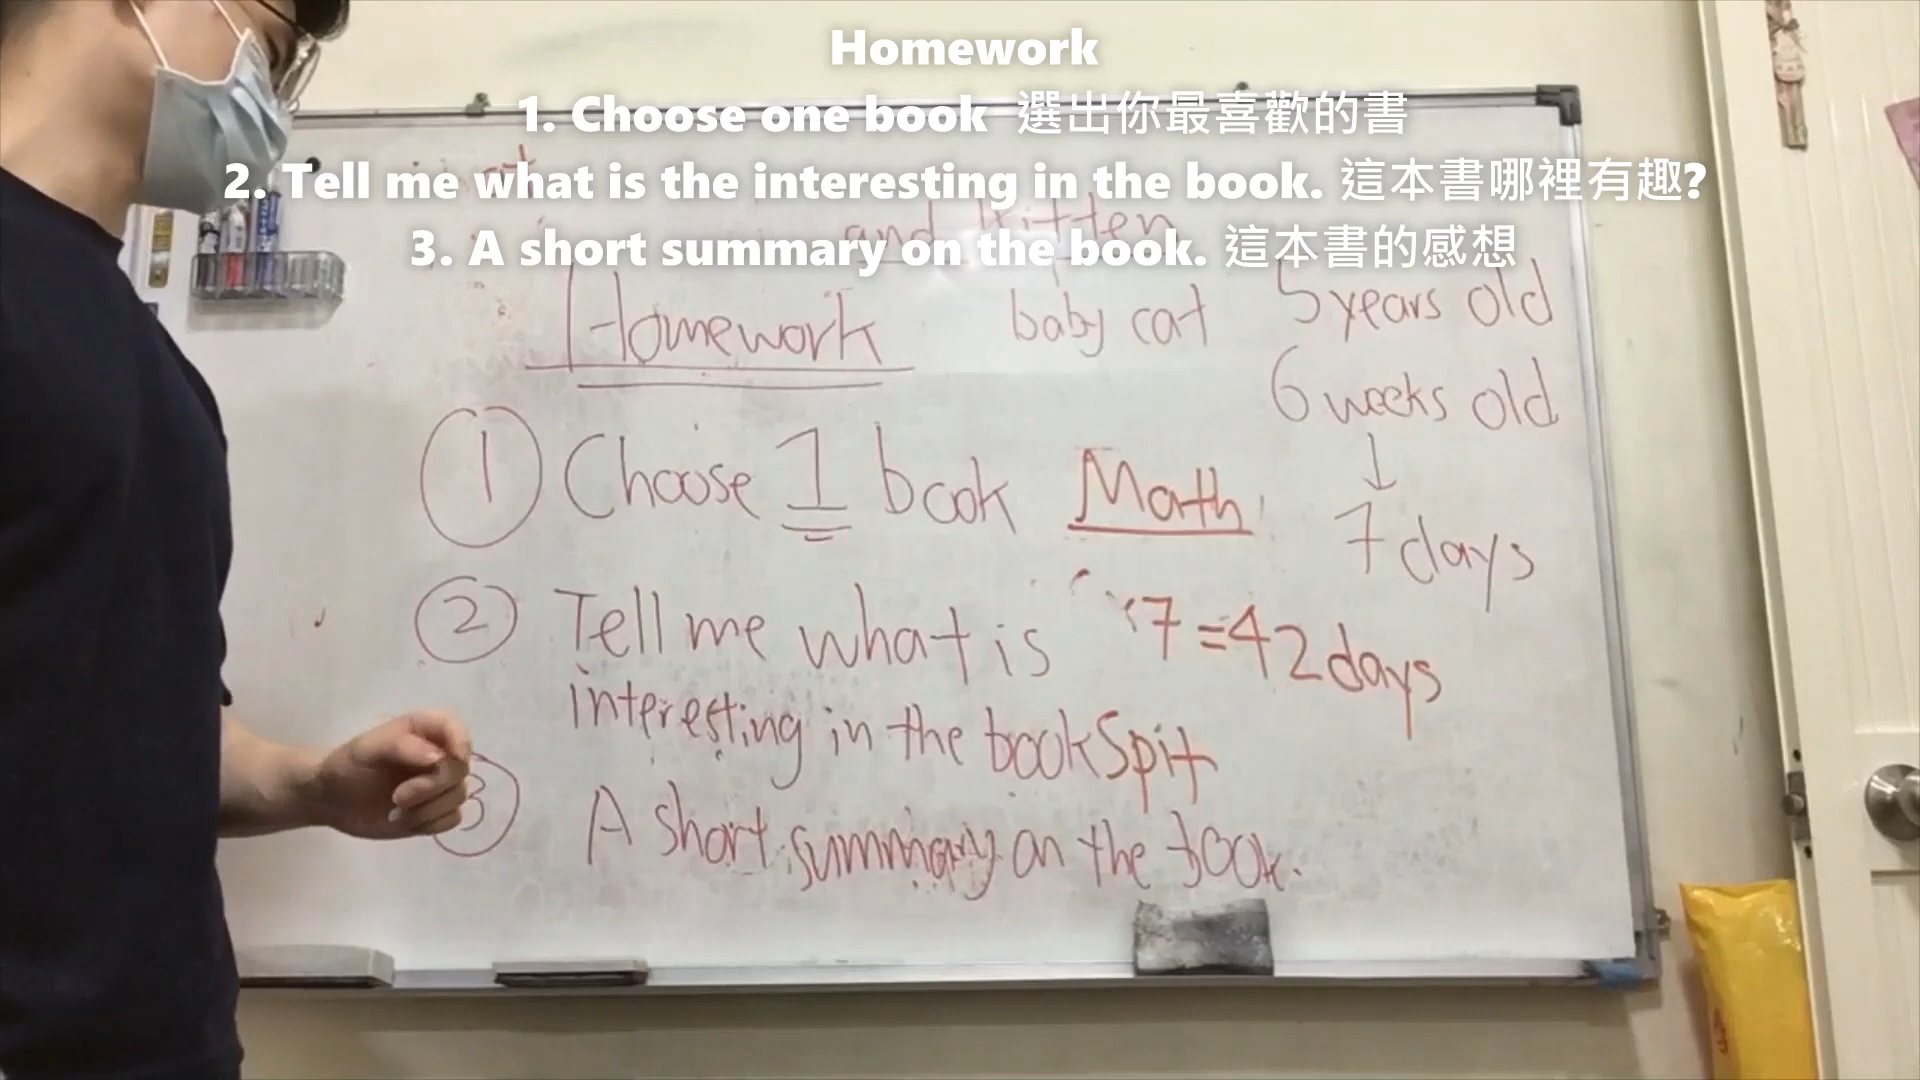 Homework
1. Choose one book 選出你最喜歡的書
2. Tell me what is the interesting in the book. 這本書哪裡有趣?
3. A short summary on the book. 這本書的感想
and kitten
Homework
baby cat
5 years old
6 weeks old
7 days
1 Choose 1 book
Math
x7=42 days
2 Tell me what is
interesting in the book
Spit
3 A short summary on the book.